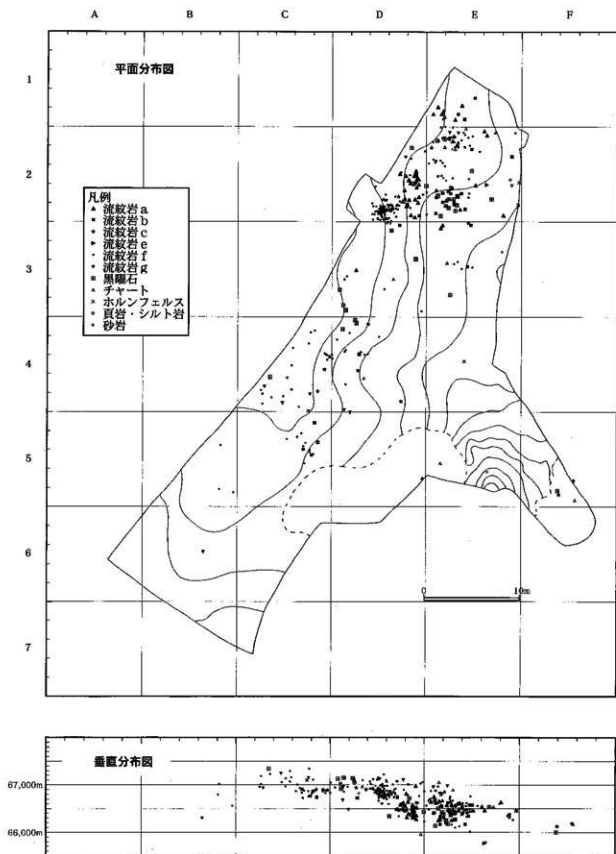 A B C D E F
1
平面分布図
2
凡例
流紋岩a
流紋岩b
流紋岩c
流紋岩e
流紋岩f
流紋岩g
黒曜石
チャート
ホルンフェルス
頁岩・シルト岩
砂岩
3
4
5
6
0 10m
7
垂直分布図
67,000m
66,000m